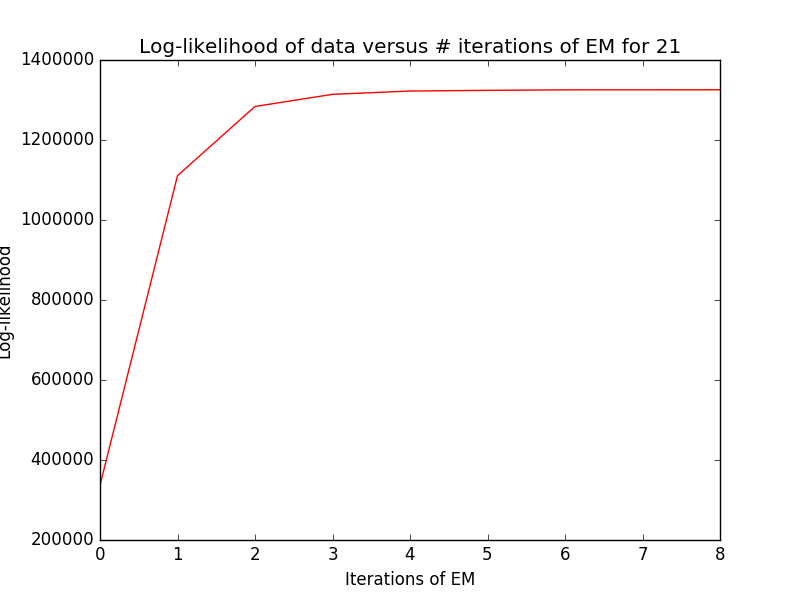 Log-likelihood of data versus # iterations of EM for 21
1400000
1200000
1000000
800000
600000
400000
200000
Log-likelihood
0 1 2 3 4 5 6 7 8
Iterations of EM